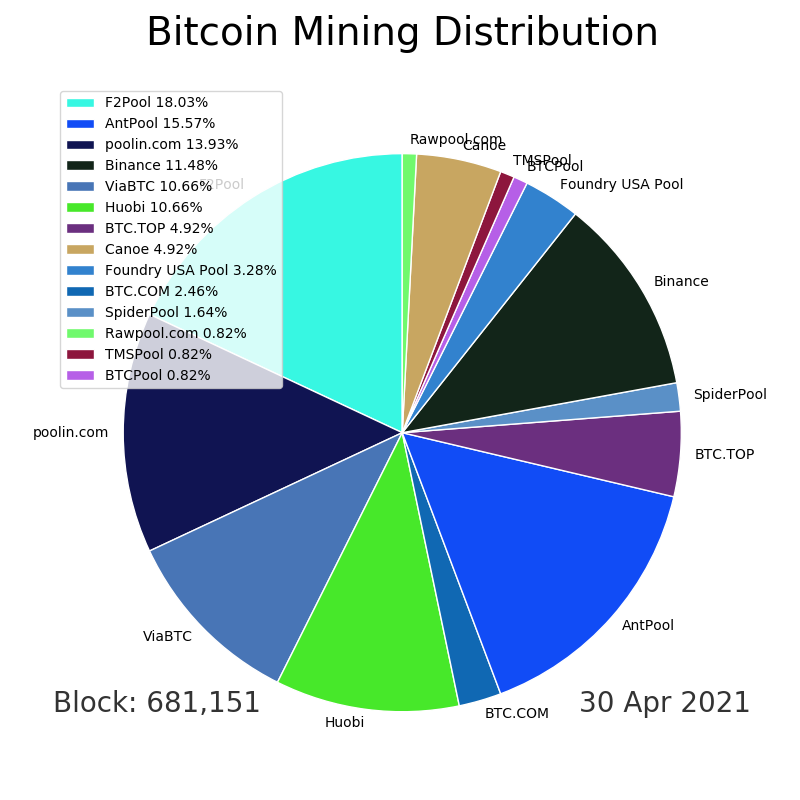 Bitcoin Mining Distribution
F2Pool 18.03%
AntPool 15.57%
poolin.com 13.93%
Binance 11.48%
ViaBTC 10.66%
Huobi 10.66%
BTC.TOP 4.92%
Canoe 4.92%
Foundry USA Pool 3.28%
BTC.COM 2.46%
SpiderPool 1.64%
Rawpool.com 0.82%
TMSPool 0.82%
BTCPool 0.82%
Rawpool.com
Canoe
TMSPool
BTCPool
Foundry USA Pool
F2Pool
Binance
SpiderPool
poolin.com
BTC.TOP
AntPool
ViaBTC
BTC.COM
Huobi
Block: 681,151
30 Apr 2021